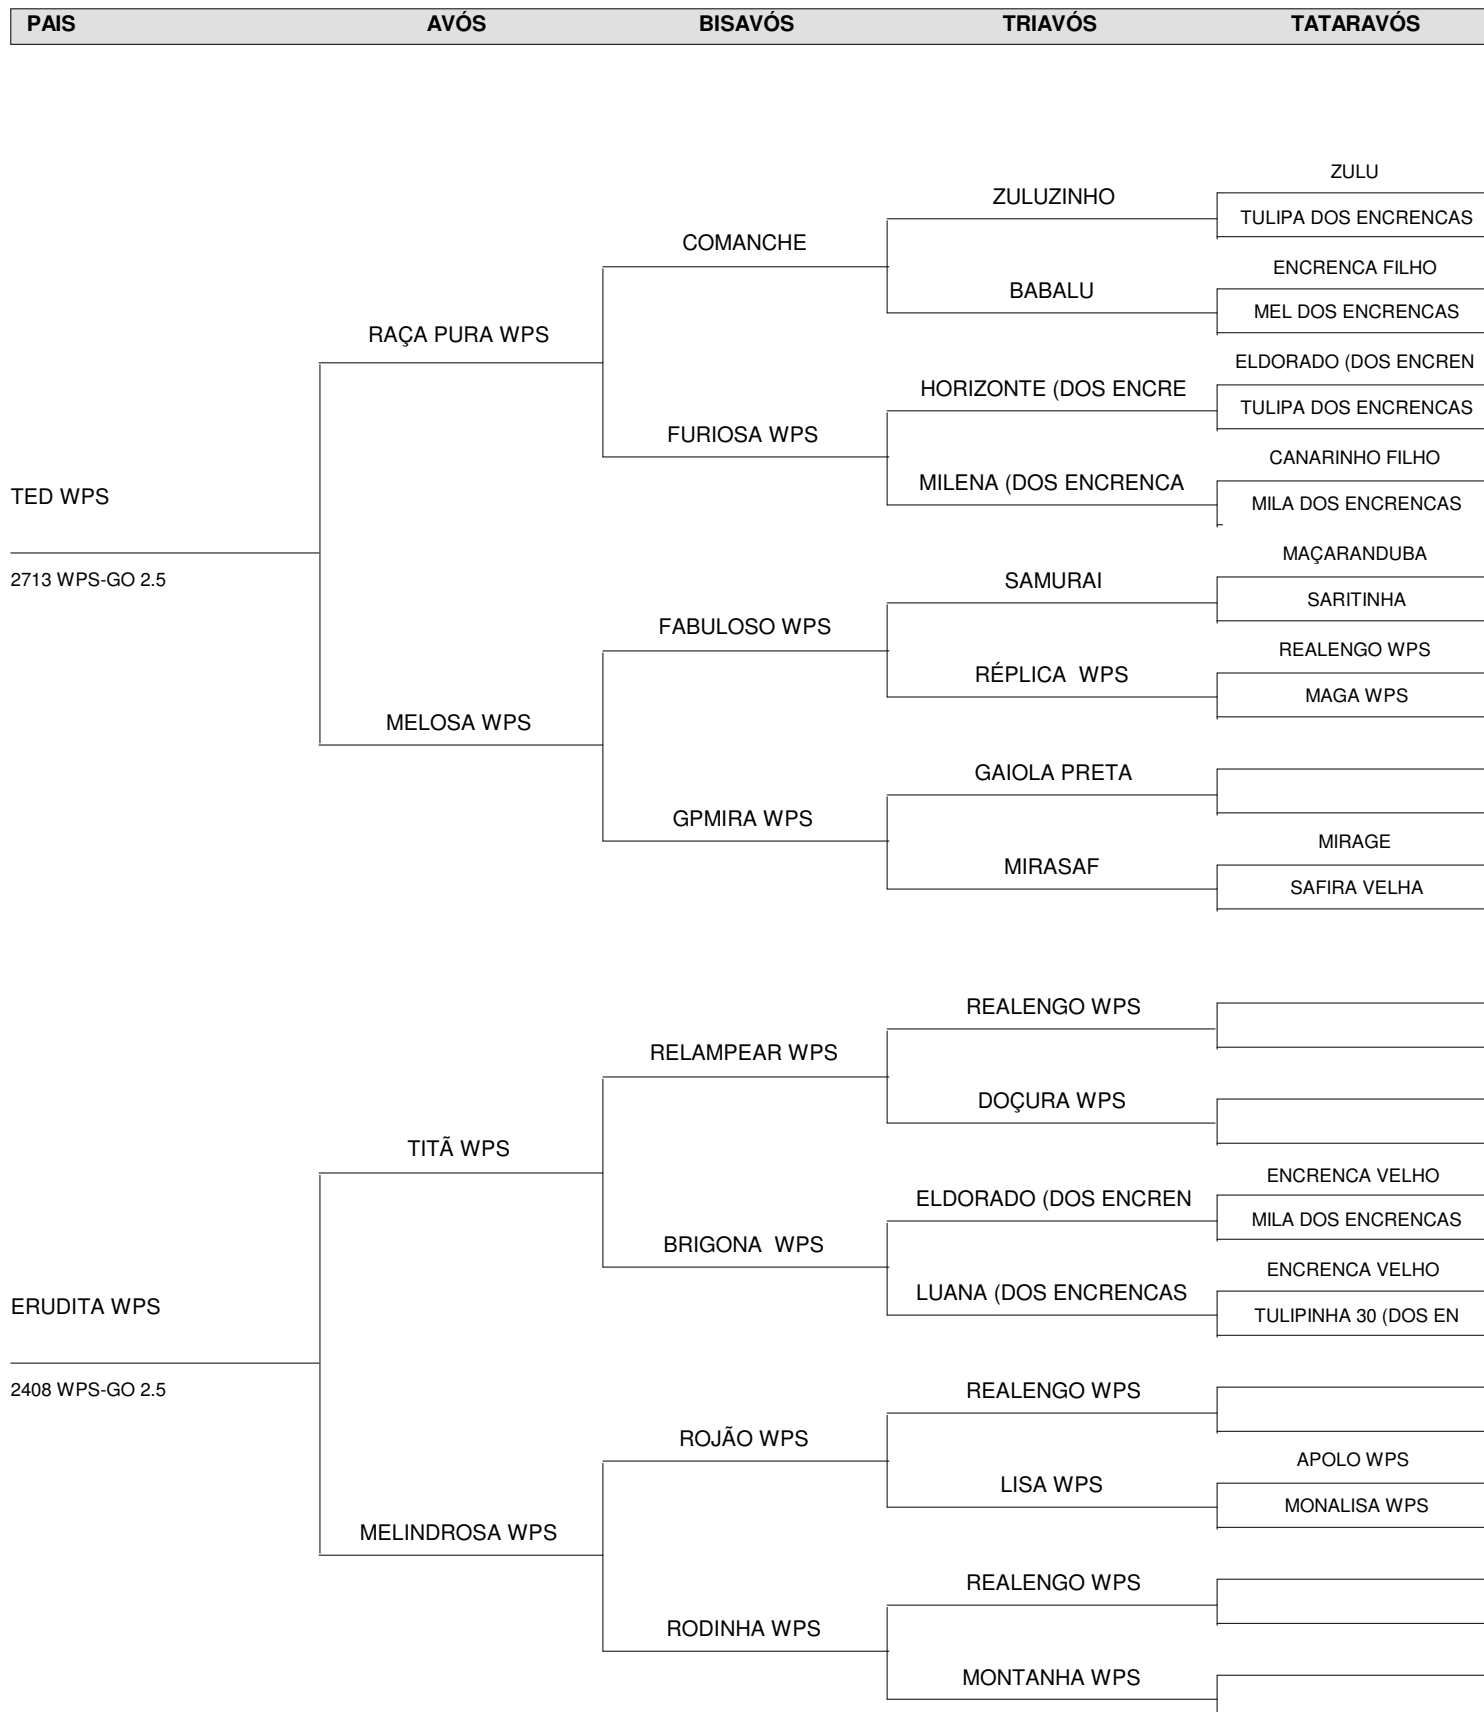 PAIS AVÓS BISAVÓS TRIAVÓS TATARAVÓS
ZULU
ZULUZINHO
TULIPA DOS ENCRENCAS
COMANCHE
ENCRENCA FILHO
BABALU
MEL DOS ENCRENCAS
RAÇA PURA WPS
ELDORADO (DOS ENCREN
HORIZONTE (DOS ENCRE
TULIPA DOS ENCRENCAS
FURIOSA WPS
CANARINHO FILHO
MILENA (DOS ENCRENCA
MILA DOS ENCRENCAS
TED WPS
2713 WPS-GO 2.5
MAÇARANDUBA
SAMURAI
SARITINHA
FABULOSO WPS
REALENGO WPS
RÉPLICA  WPS
MAGA WPS
MELOSA WPS
GAIOLA PRETA
GPMIRA WPS
MIRAGE
MIRASAF
SAFIRA VELHA
REALENGO WPS
RELAMPEAR WPS
DOÇURA WPS
TITÃ WPS
ENCRENCA VELHO
ELDORADO (DOS ENCREN
MILA DOS ENCRENCAS
BRIGONA  WPS
ENCRENCA VELHO
LUANA (DOS ENCRENCAS
TULIPINHA 30 (DOS EN
ERUDITA WPS
2408 WPS-GO 2.5
REALENGO WPS
ROJÃO WPS
APOLO WPS
LISA WPS
MONALISA WPS
MELINDROSA WPS
REALENGO WPS
RODINHA WPS
MONTANHA WPS